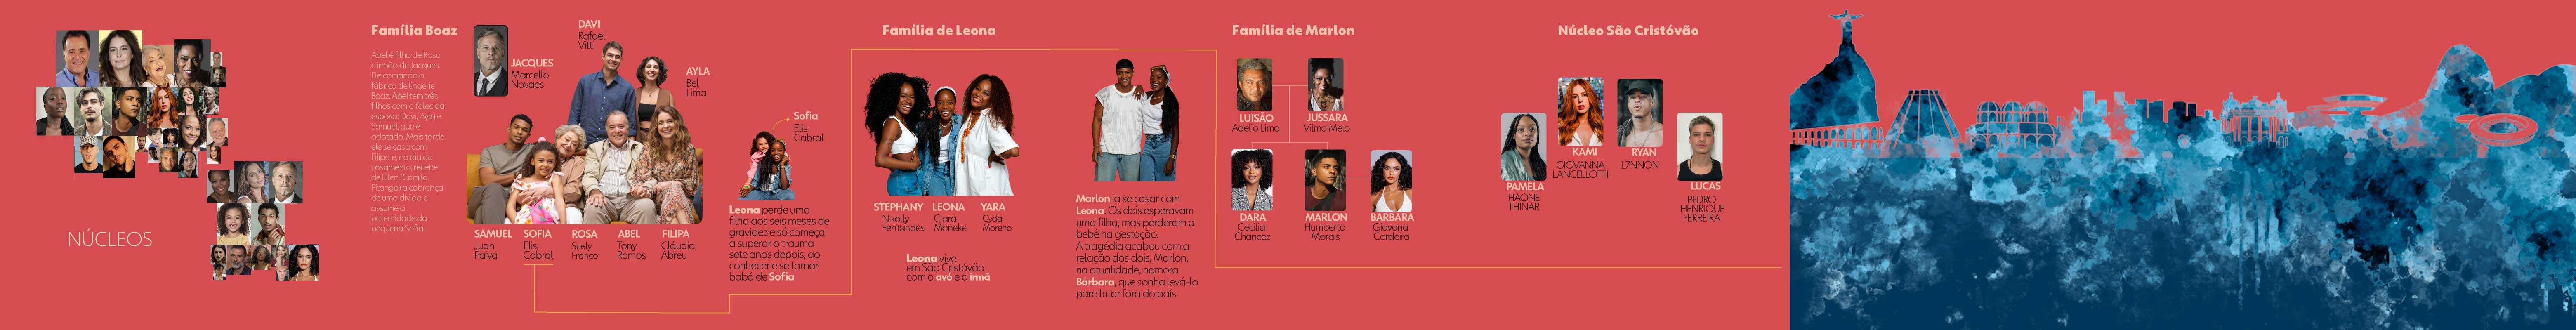 NÚCLEOS
Família Boaz
Abel é filho de Rosa
e irmão de Jacques.
Ele comanda a
fábrica de lingerie
Boaz. Abel tem três
filhos com a falecida
esposa: Davi, Ayla e
Samuel, que é
adotado. Mais tarde
ele se casa com
Filipa e, no dia do
casamento, recebe
de Ellen (Camila
Pitanga) a cobrança
de uma dívida e
assume a
paternidade da
pequena Sofia
JACQUES
Marcello
Novaes
DAVI
Rafael
Vitti
AYLA
Bel
Lima
SAMUEL
Juan
Paiva
SOFIA
Elis
Cabral
ROSA
Suely
Franco
ABEL
Tony
Ramos
FILIPA
Cláudia
Abreu
Sofia
Elis
Cabral
Leona perde uma
filha aos seis meses de
gravidez e só começa
a superar o trauma
sete anos depois, ao
conhecer e se tornar
babá de Sofia
Família de Leona
STEPHANY
Nikolly
Fernandes
LEONA
Clara
Moneke
YARA
Cyda
Moreno
Leona vive
em São Cristóvão
com a avó e a irmã
Marlon ia se casar com
Leona. Os dois esperavam
uma filha, mas perderam a
bebê na gestação.
A tragédia acabou com a
relação dos dois. Marlon,
na atualidade, namora
Bárbara, que sonha levá-lo
para lutar fora do país
Família de Marlon
LUISÃO
Adelio Lima
JUSSARA
Vilma Melo
DARA
Cecilia
Chancez
MARLON
Humberto
Morais
BÁRBARA
Giovana
Cordeiro
Núcleo São Cristóvão
PAMELA
HAONÊ
THINAR
KAMI
GIOVANNA
LANCELLOTTI
RYAN
L7NNON
LUCAS
PEDRO
HENRIQUE
FERREIRA